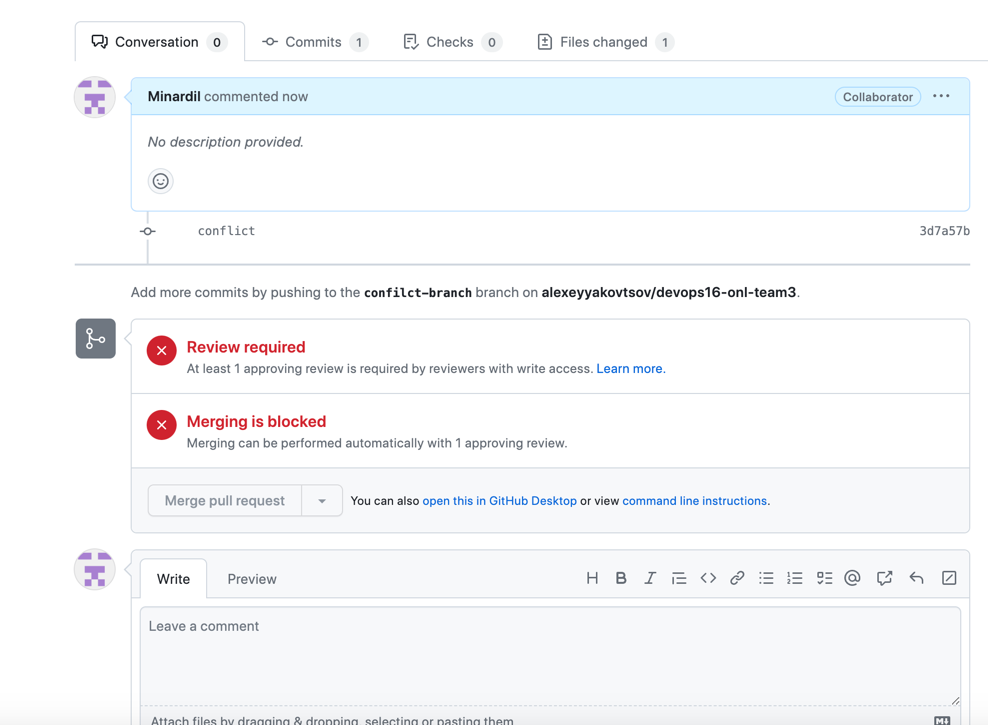 Conversation 0 Commits 1 Checks 0 Files changed 1
Minardil commented now Collaborator
No description provided.
conflict 3d7a57b
Add more commits by pushing to the confilct-branch branch on alexeyyakovtsov/devops16-onl-team3.
Review required
At least 1 approving review is required by reviewers with write access. Learn more.
Merging is blocked
Merging can be performed automatically with 1 approving review.
Merge pull request You can also open this in GitHub Desktop or view command line instructions.
Write Preview
Leave a comment
Attach files by dragging & dropping, selecting or pasting them.